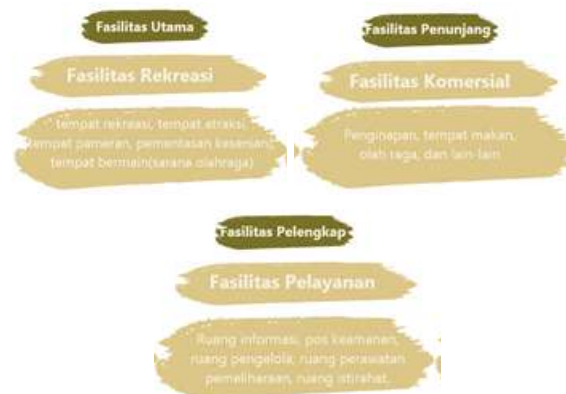 Fasilitas Utama
Fasilitas Rekreasi
tempat rekreasi, tempat atraksi,
tempat pameran, pementasan kesenian,
tempat bermain(sarana olahraga)
Fasilitas Penunjang
Fasilitas Komersial
Penginapan, tempat makan,
olah raga, dan lain-lain
Fasilitas Pelengkap
Fasilitas Pelayanan
Ruang informasi, pos keamanan,
ruang pengelola, ruang perawatan
pemeliharaan, ruang istirahat,